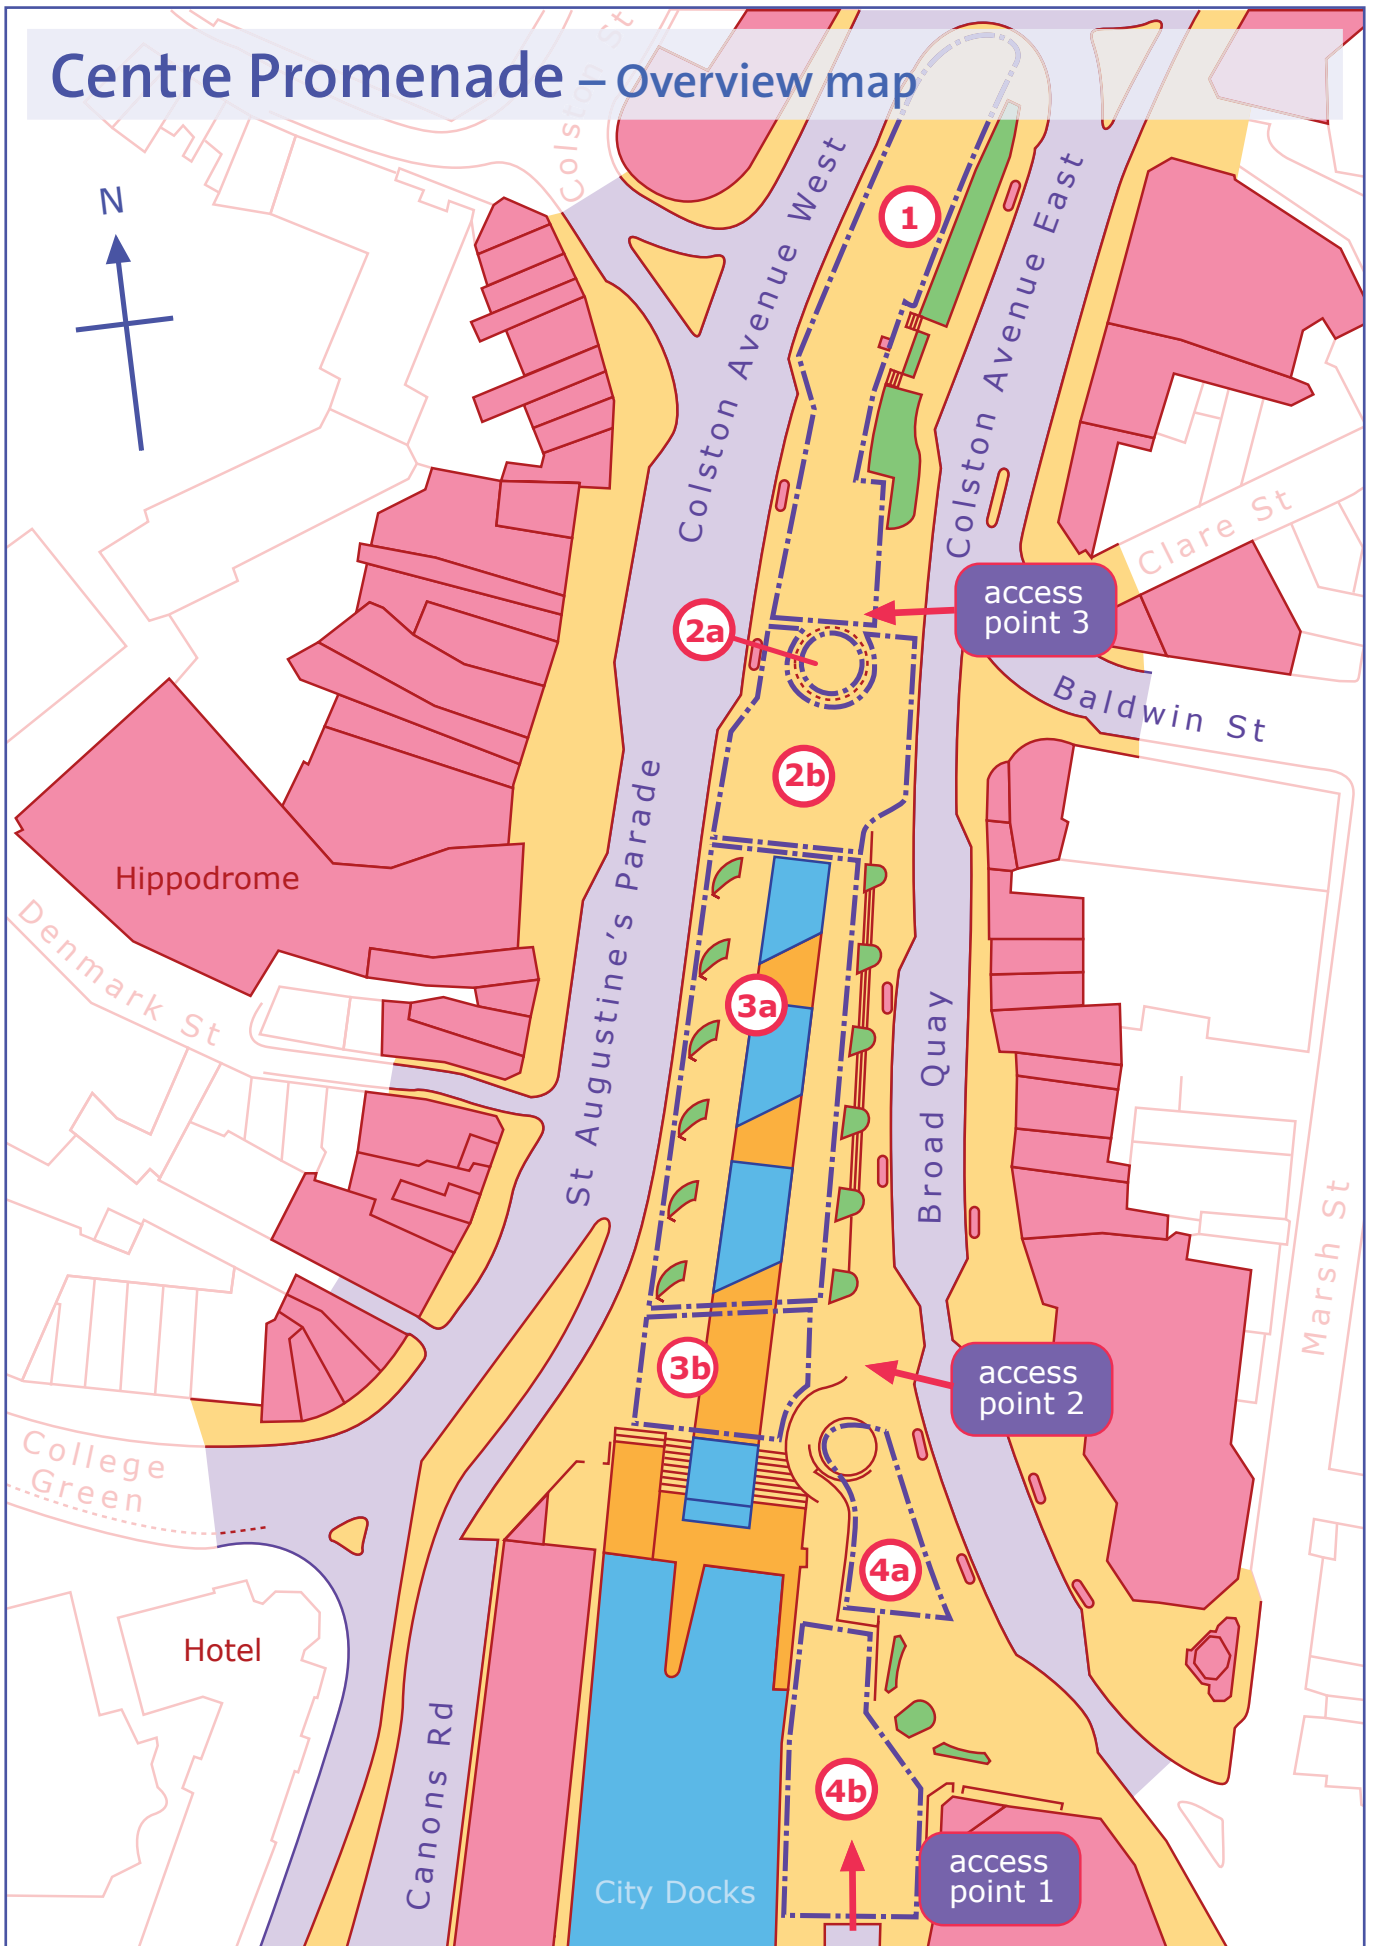 Centre Promenade – Overview map
Colston St
N
Colston Avenue West
Colston Avenue East
1
Clare St
access
point 3
2a
Baldwin St
2b
St Augustine's Parade
Hippodrome
Denmark St
3a
Broad Quay
Marsh St
3b
access
point 2
College
Green
4a
Hotel
Canons Rd
4b
City Docks
access
point 1